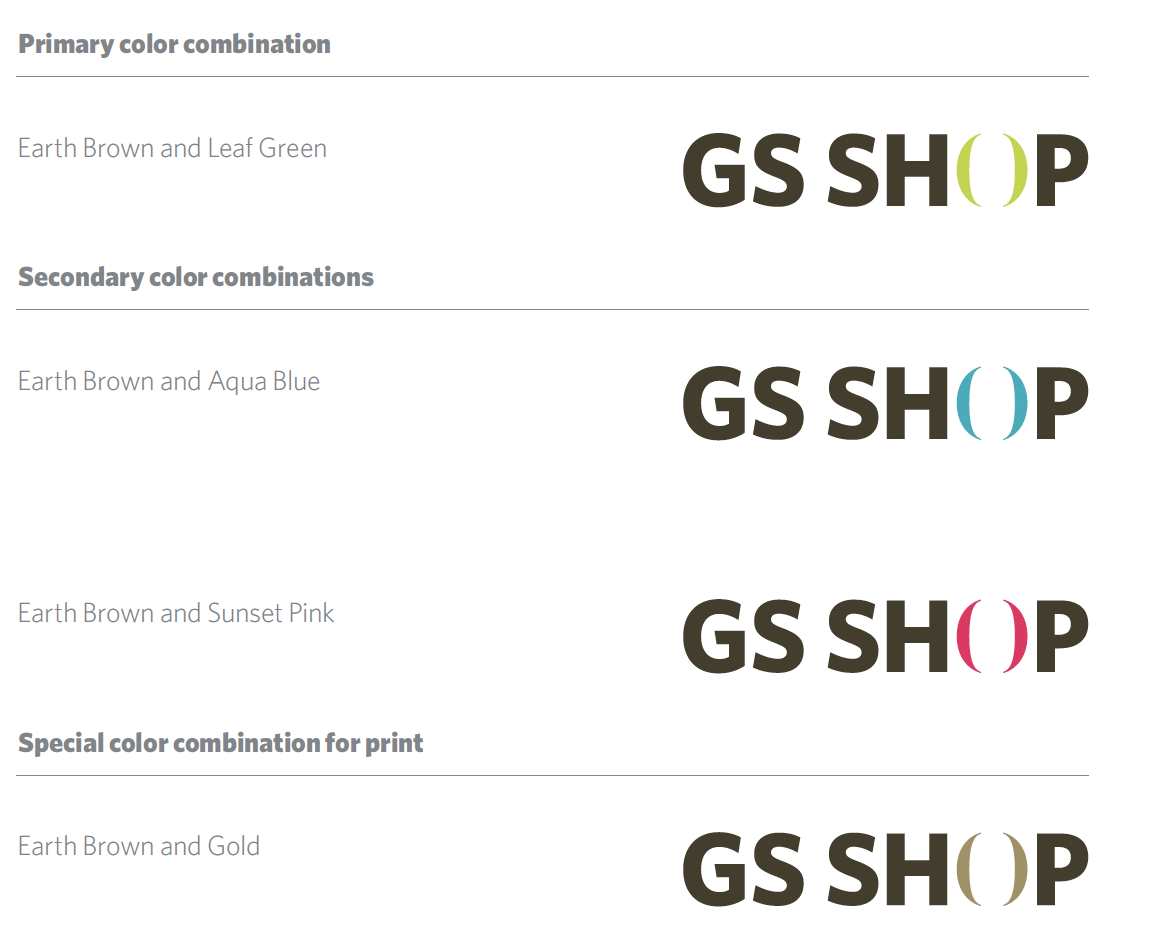 Primary color combination
Earth Brown and Leaf Green
GS SH()P
Secondary color combinations
Earth Brown and Aqua Blue
GS SH()P
Earth Brown and Sunset Pink
GS SH()P
Special color combination for print
Earth Brown and Gold
GS SH()P